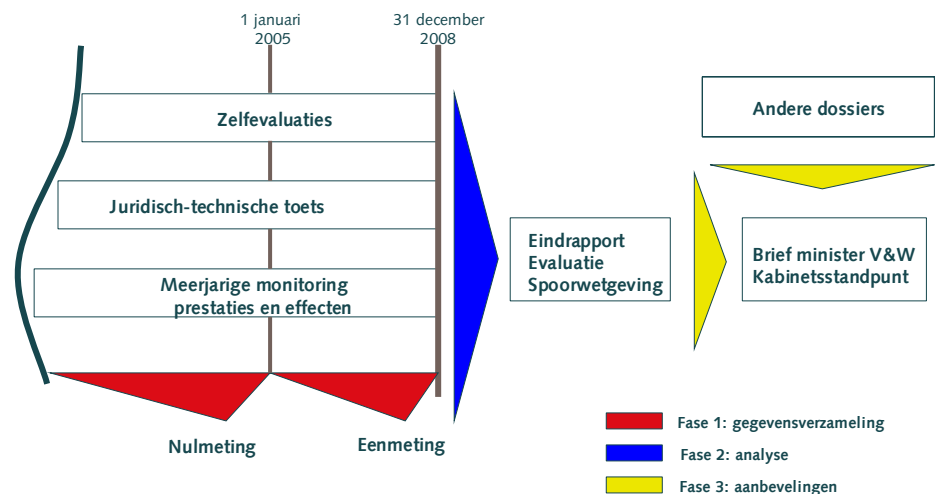 1 januari
2005
31 december
2008
Zelfevaluaties
Andere dossiers
Juridisch-technische toets
Eindrapport
Evaluatie
Spoorwetgeving
Brief minister V&W
Kabinetsstandpunt
Meerjarige monitoring
prestaties en effecten
Nulmeting
Eenmeting
Fase 1: gegevensverzameling
Fase 2: analyse
Fase 3: aanbevelingen